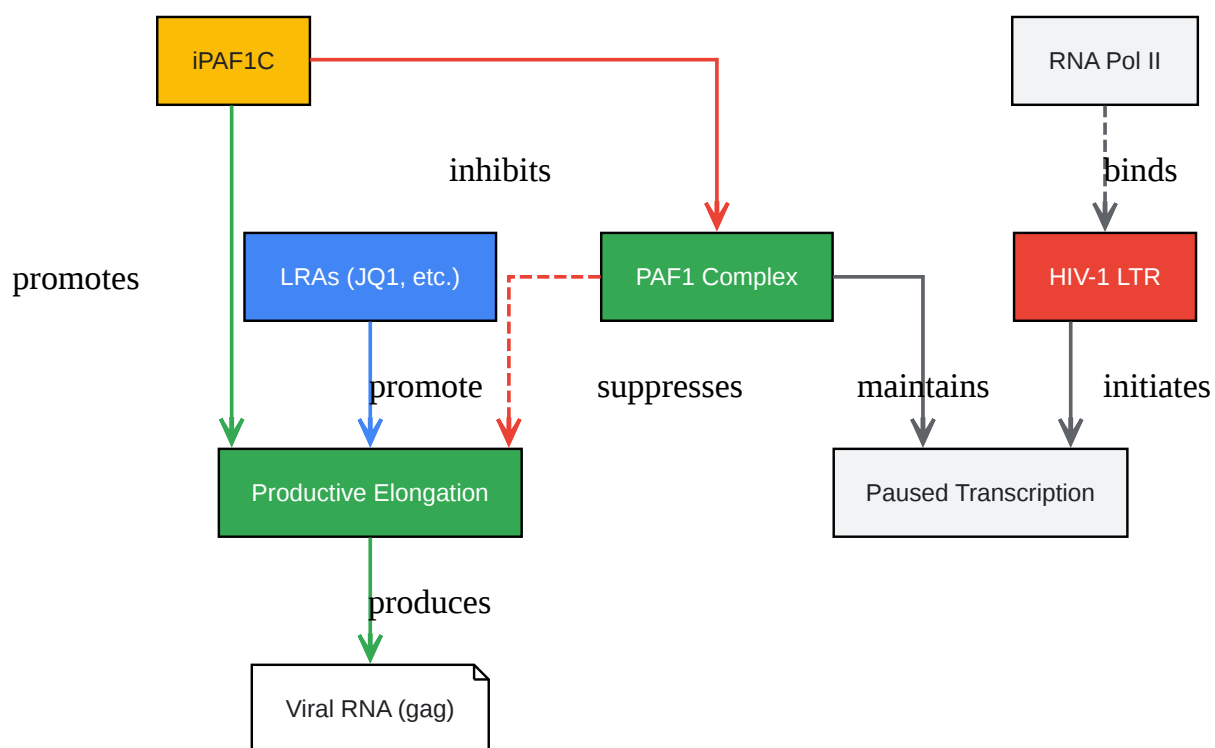 iPAF1C
RNA Pol II
inhibits
binds
promotes
LRAs (JQ1, etc.)
PAF1 Complex
HIV-1 LTR
promote
suppresses
maintains
initiates
Productive Elongation
Paused Transcription
produces
Viral RNA (gag)